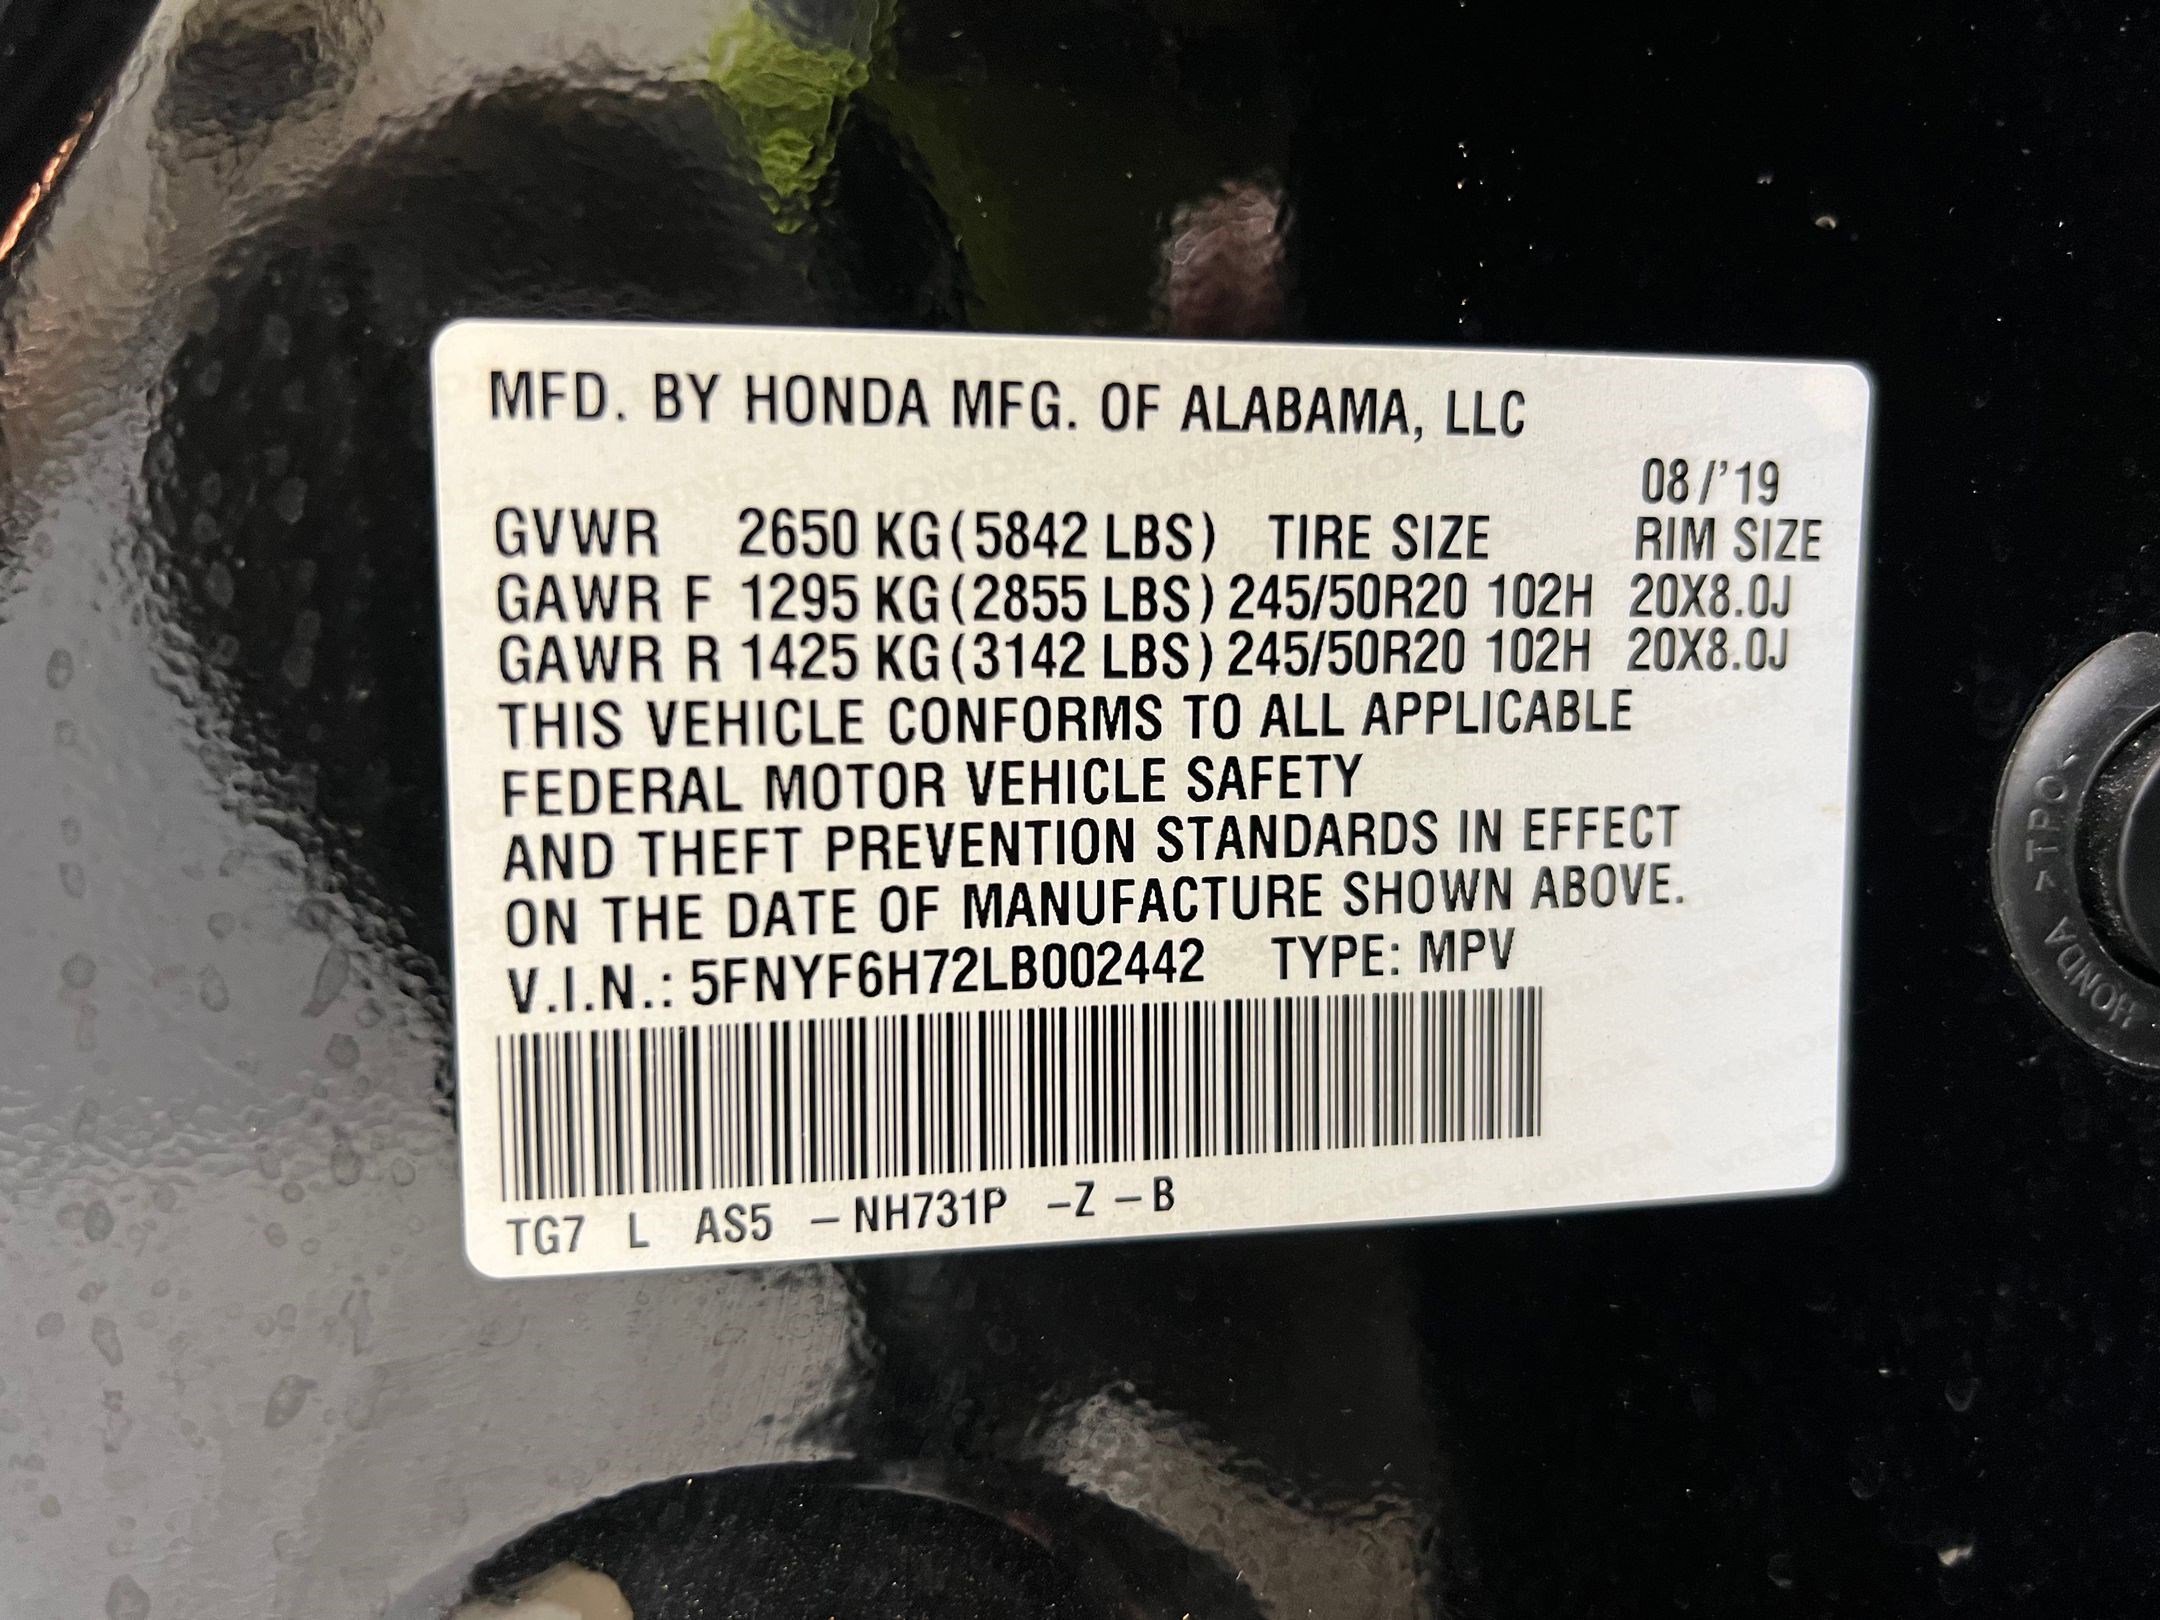 MFD. BY HONDA MFG. OF ALABAMA, LLC
08/'19
GVWR 2650 KG(5842 LBS) TIRE SIZE RIM SIZE
GAWR F 1295 KG(2855 LBS) 245/50R20 102H 20X8.0J
GAWR R 1425 KG(3142 LBS) 245/50R20 102H 20X8.0J
THIS VEHICLE CONFORMS TO ALL APPLICABLE
FEDERAL MOTOR VEHICLE SAFETY
AND THEFT PREVENTION STANDARDS IN EFFECT
ON THE DATE OF MANUFACTURE SHOWN ABOVE.
V.I.N.: 5FNYF6H72LB002442 TYPE: MPV
TG7 L AS5 –NH731P –Z –B
HONDA >TPO